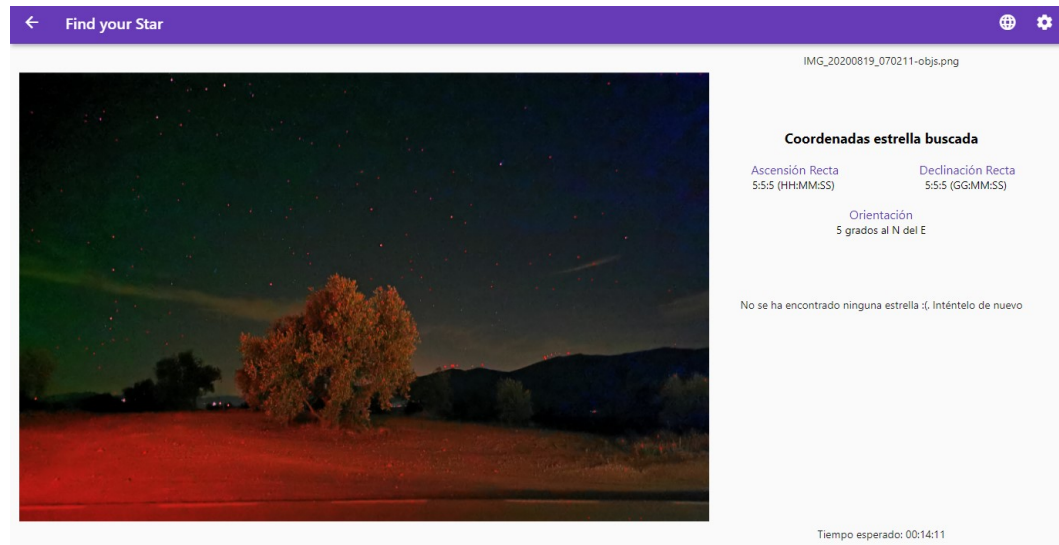 Find your Star
IMG_20200819_070211-objs.png
Coordenadas estrella buscada
Ascensión Recta
5:5:5 (HH:MM:SS)
Declinación Recta
5:5:5 (GG:MM:SS)
Orientación
5 grados al N del E
No se ha encontrado ninguna estrella :(. Inténtelo de nuevo
Tiempo esperado: 00:14:11